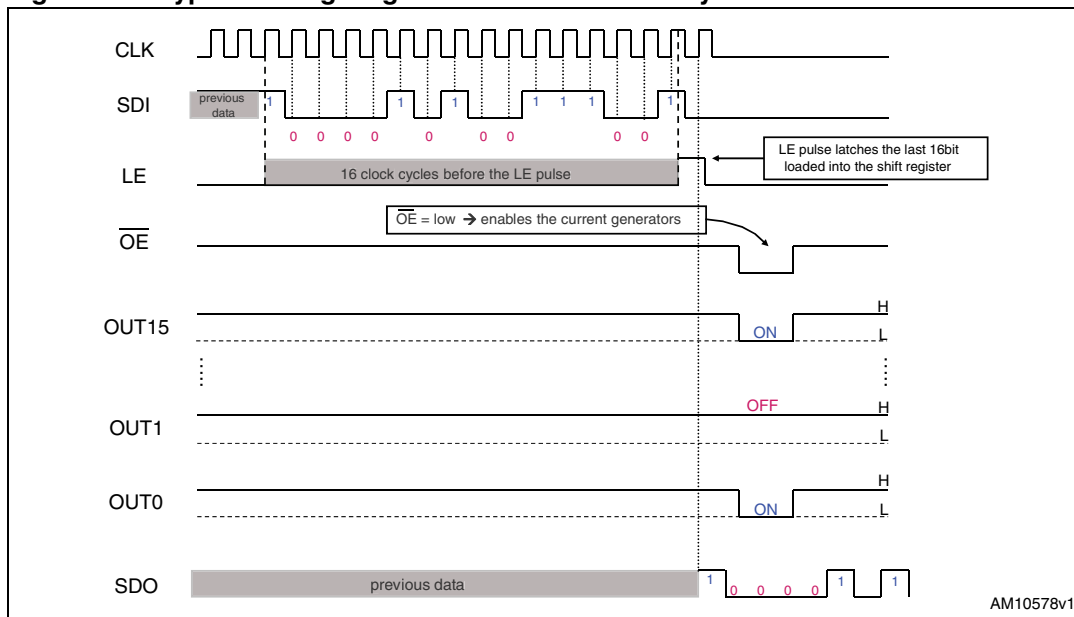 CLK
SDI
previous
data
1 1 1 1 1 1 1
0 0 0 0 0 0 0 0 0
LE pulse latches the last 16bit
loaded into the shift register
LE
16 clock cycles before the LE pulse
OE = low → enables the current generators
OE
OUT15
H
ON
L
OFF
OUT1
H
L
OUT0
H
ON
L
SDO
previous data
1 0 0 0 0 1 1
AM10578v1